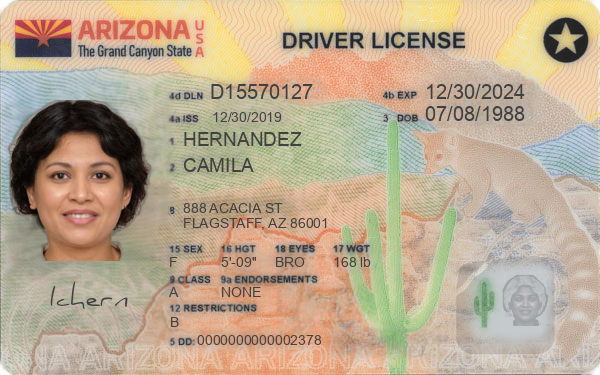 ARIZONA USA
The Grand Canyon State
DRIVER LICENSE
4d DLN D15570127
4b EXP 12/30/2024
4a ISS 12/30/2019
3 DOB 07/08/1988
1 HERNANDEZ
2 CAMILA
8 888 ACACIA ST
FLAGSTAFF, AZ 86001
15 SEX 16 HGT 18 EYES 17 WGT
F 5'-09" BRO 168 lb
9 CLASS 9a ENDORSEMENTS
A NONE
12 RESTRICTIONS
B
5 DD: 0000000000002378
ARIZONA ARIZONA ARIZONA ARIZONA